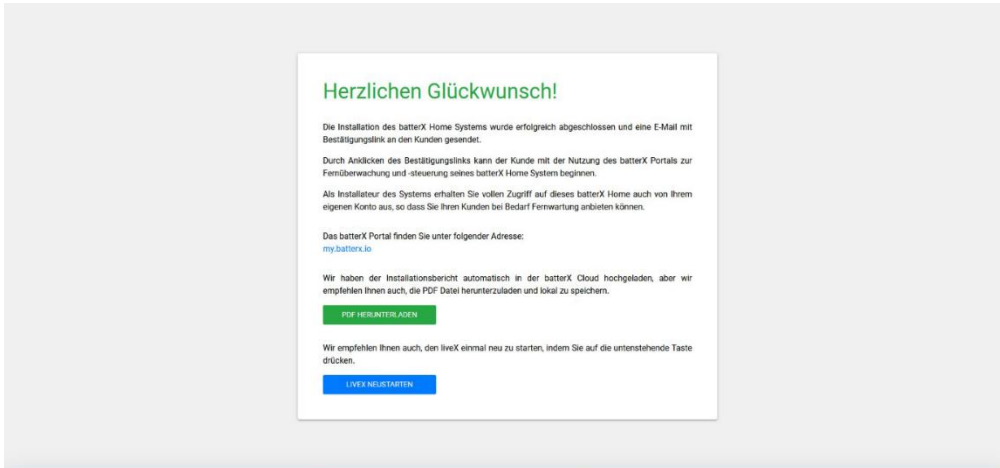 Herzlichen Glückwunsch!
Die Installation des batterX Home Systems wurde erfolgreich abgeschlossen und eine E-Mail mit
Bestätigungslink an den Kunden gesendet.
Durch Anklicken des Bestätigungslinks kann der Kunde mit der Nutzung des batterX Portals zur
Fernüberwachung und -steuerung seines batterX Home System beginnen.
Als Installateur des Systems erhalten Sie vollen Zugriff auf dieses batterX Home auch von Ihrem
eigenen Konto aus, so dass Sie Ihren Kunden bei Bedarf Fernwartung anbieten können.
Das batterX Portal finden Sie unter folgender Adresse:
my.batterx.io
Wir haben der Installationsbericht automatisch in der batterX Cloud hochgeladen, aber wir
empfehlen Ihnen auch, die PDF Datei herunterzuladen und lokal zu speichern.
PDF HERUNTERLADEN
Wir empfehlen Ihnen auch, den liveX einmal neu zu starten, indem Sie auf die untenstehende Taste
drücken.
LIVEX NEUSTARTEN